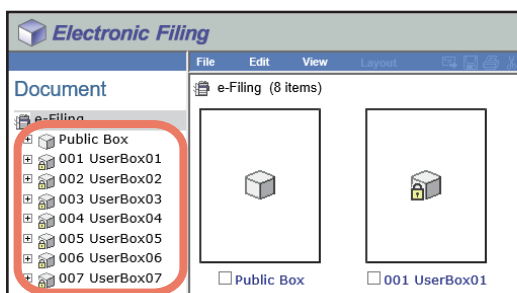 Electronic Filing
File Edit View Layout
Document
e-Filing (8 items)
e-Filing
Public Box
001 UserBox01
002 UserBox02
003 UserBox03
004 UserBox04
005 UserBox05
006 UserBox06
007 UserBox07
Public Box
001 UserBox01